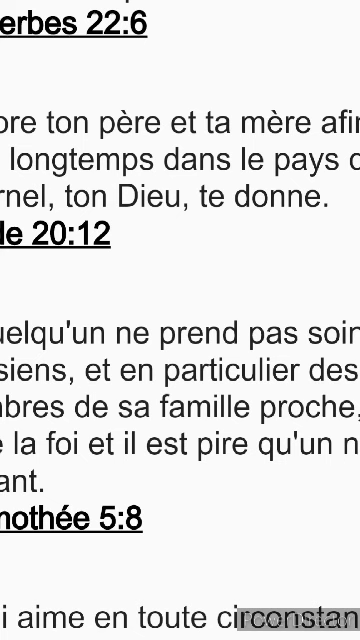 erbes 22:6
ore ton père et ta mère afin
longtemps dans le pays
rnel, ton Dieu, te donne.
de 20:12
uelqu'un ne prend pas soin
siens, et en particulier des
bres de sa famille proche,
la foi et il est pire qu'un n
ant.
mothée 5:8
i aime en toute circonstan